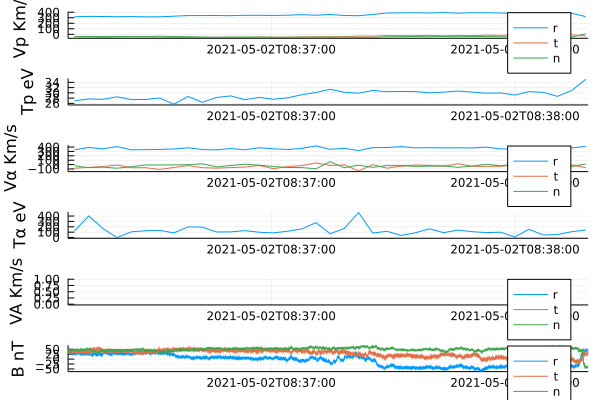 Vp Km/s
400
300
200
100
0
2021-05-02T08:37:00
r
t
n
Tp eV
34
32
30
28
26
2021-05-02T08:37:00
2021-05-02T08:38:00
Vα Km/s
400
300
200
100
0
−100
2021-05-02T08:37:00
r
t
n
Tα eV
400
300
200
100
0
2021-05-02T08:37:00
2021-05-02T08:38:00
VA Km/s
1.00
0.75
0.50
0.25
0.00
2021-05-02T08:37:00
r
t
n
B nT
50
25
0
−25
−50
2021-05-02T08:37:00
r
t
n